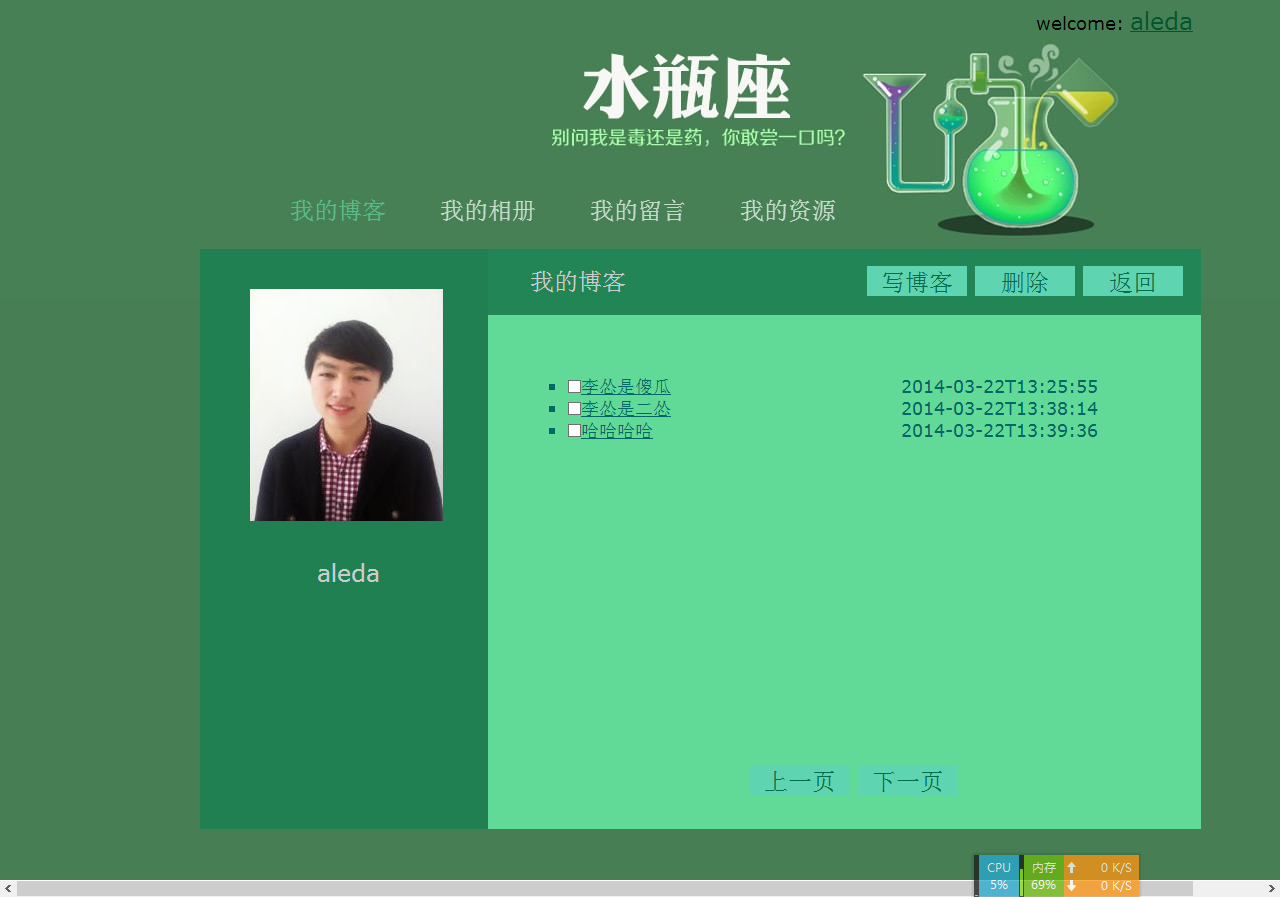 welcome: aleda
水瓶座
别问我是毒还是药，你敢尝一口吗?
我的博客 我的相册 我的留言 我的资源
我的博客 写博客 删除 返回
李怂是傻瓜 2014-03-22T13:25:55
李怂是二怂 2014-03-22T13:38:14
哈哈哈哈 2014-03-22T13:39:36
aleda
上一页 下一页
CPU 内存 0 K/S
5% 69% 0 K/S